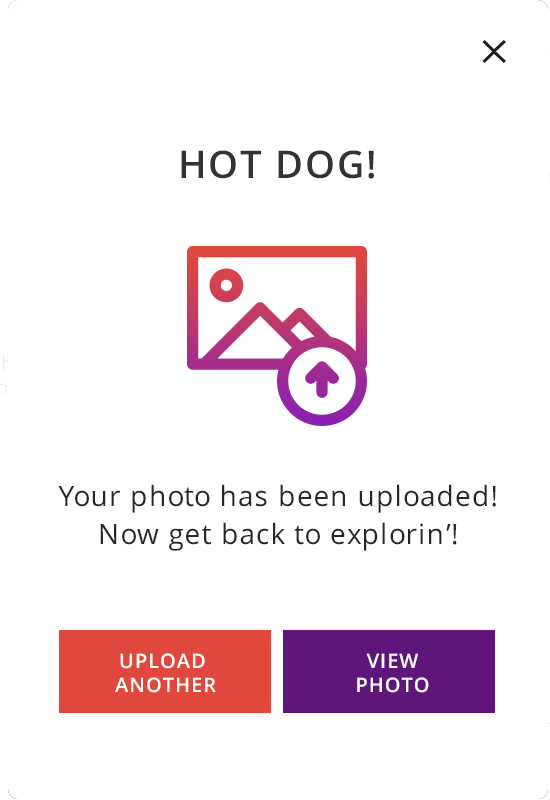 HOT DOG!
Your photo has been uploaded!
Now get back to explorin’!
UPLOAD
ANOTHER
VIEW
PHOTO